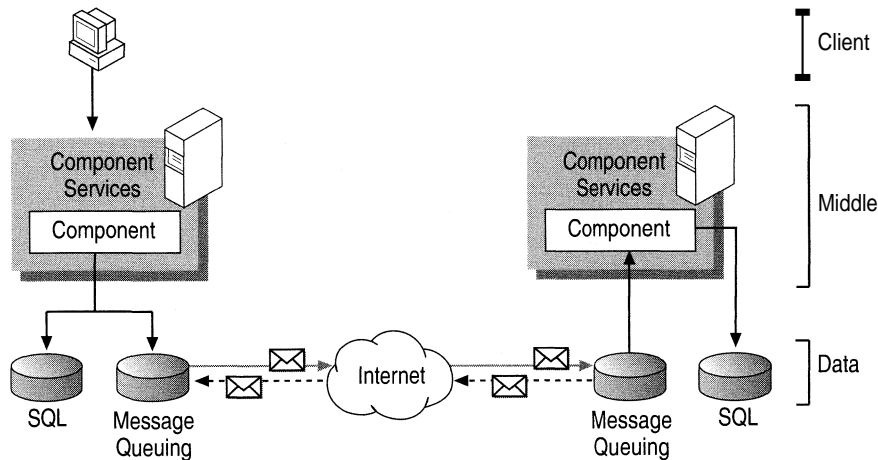 Client
Component
Services
Component
Component
Services
Component
Middle
SQL
Message
Queuing
Internet
Message
Queuing
SQL
Data